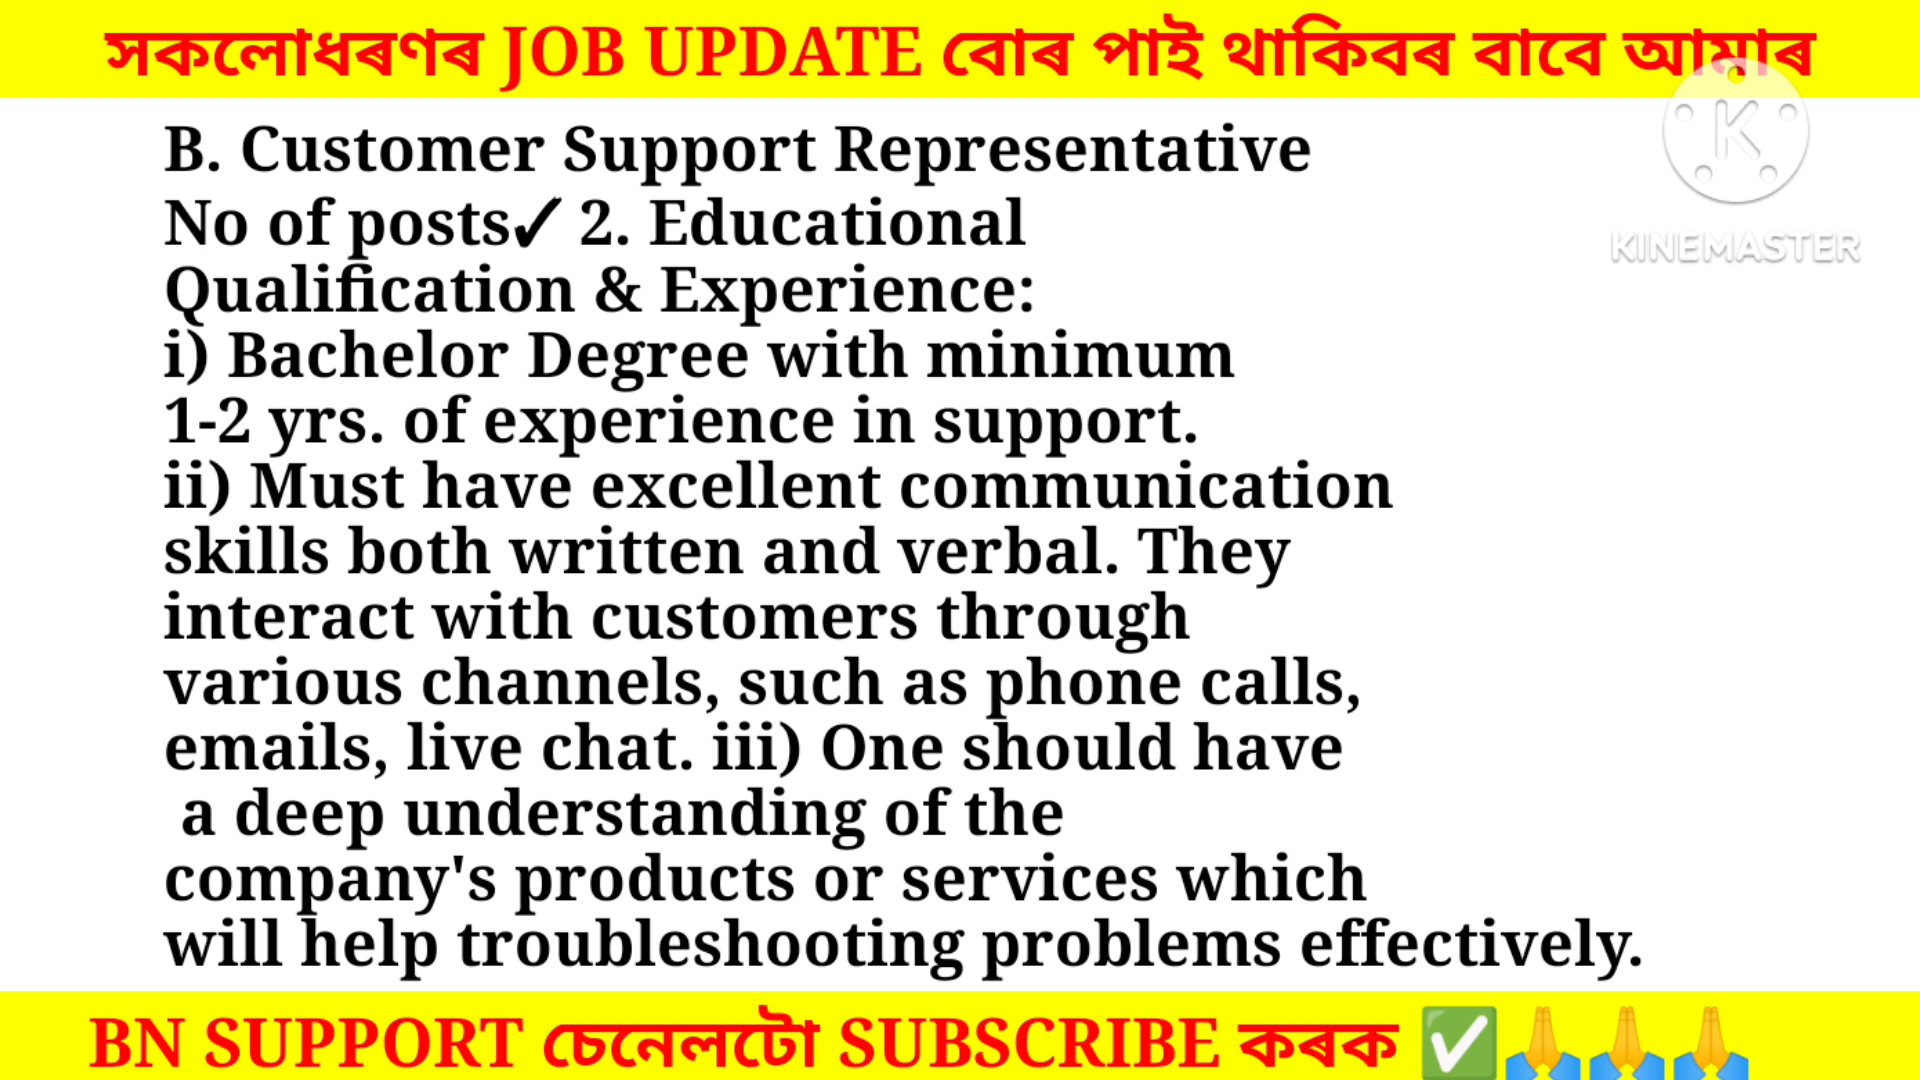 সকলোধৰণৰ JOB UPDATE বোৰ পাই থাকিবৰ বাবে আমাৰ
B. Customer Support Representative
No of posts✓ 2. Educational
Qualification & Experience:
i) Bachelor Degree with minimum
1-2 yrs. of experience in support.
ii) Must have excellent communication
skills both written and verbal. They
interact with customers through
various channels, such as phone calls,
emails, live chat. iii) One should have
a deep understanding of the
company's products or services which
will help troubleshooting problems effectively.
K
KINEMASTER
BN SUPPORT চেনেলটো SUBSCRIBE কৰক ✅🙏🙏🙏